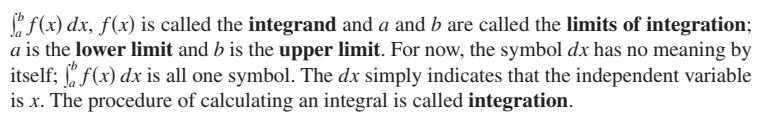 ∫ₐᵇ f(x) dx, f(x) is called the integrand and a and b are called the limits of integration;
a is the lower limit and b is the upper limit. For now, the symbol dx has no meaning by
itself; ∫ₐᵇ f(x) dx is all one symbol. The dx simply indicates that the independent variable
is x. The procedure of calculating an integral is called integration.